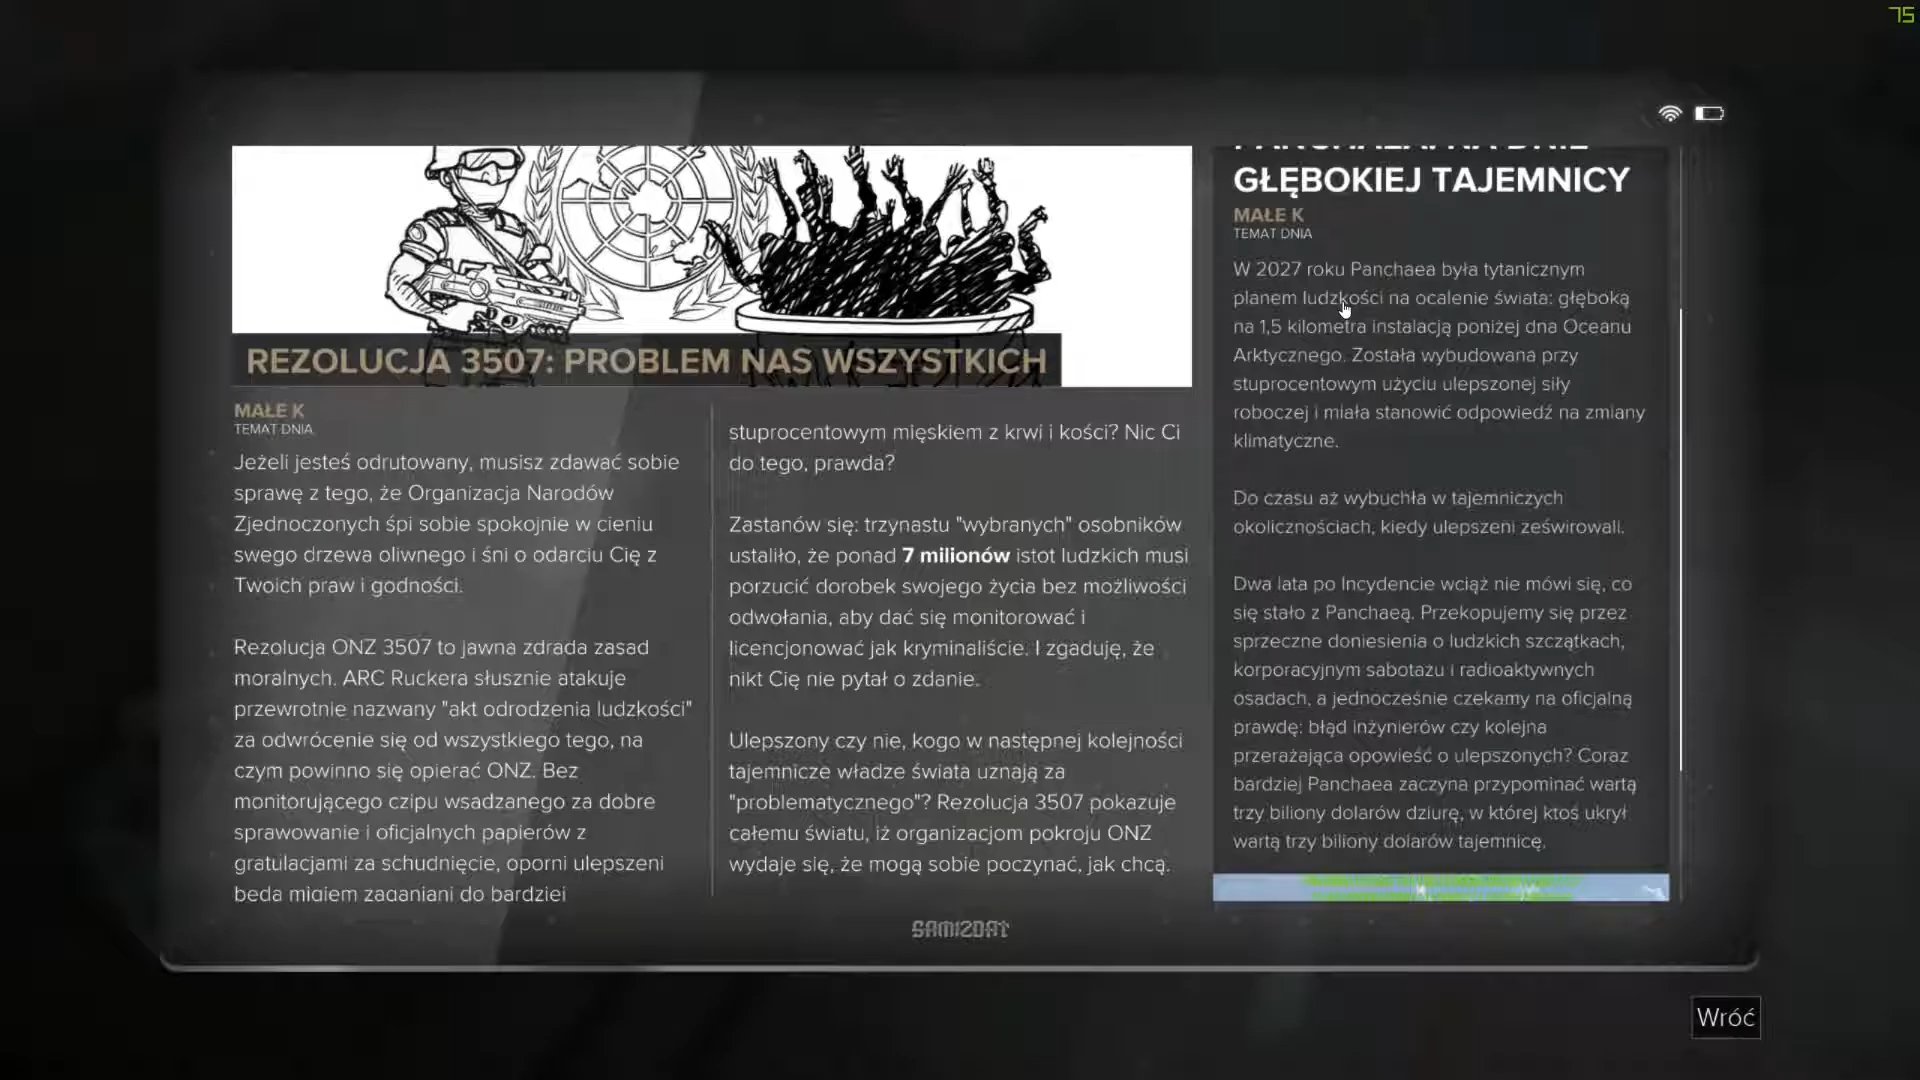 75
REZOLUCJA 3507: PROBLEM NAS WSZYSTKICH
MAŁE K
TEMAT DNIA
Jeżeli jesteś odrutowany, musisz zdawać sobie
sprawę z tego, że Organizacja Narodów
Zjednoczonych śpi sobie spokojnie w cieniu
swego drzewa oliwnego i śni o odarciu Cię z
Twoich praw i godności.
Rezolucja ONZ 3507 to jawna zdrada zasad
moralnych. ARC Ruckera słusznie atakuje
przewrotnie nazwany "akt odrodzenia ludzkości"
za odwrócenie się od wszystkiego tego, na
czym powinno się opierać ONZ. Bez
monitorującego czipu wsadzanego za dobre
sprawowanie i oficjalnych papierów z
gratulacjami za schudnięcie, oporni ulepszeni
będą migiem zaganiani do bardziej
stuprocentowym mięskiem z krwi i kości? Nic Ci
do tego, prawda?
Zastanów się: trzynastu "wybranych" osobników
ustaliło, że ponad 7 milionów istot ludzkich musi
porzucić dorobek swojego życia bez możliwości
odwołania, aby dać się monitorować i
licencjonować jak kryminaliście. I zgaduję, że
nikt Cię nie pytał o zdanie.
Ulepszony czy nie, kogo w następnej kolejności
tajemnicze władze świata uznają za
"problematycznego"? Rezolucja 3507 pokazuje
całemu światu, iż organizacjom pokroju ONZ
wydaje się, że mogą sobie poczynać, jak chcą.
PANCHAEA: NA DNIE
GŁĘBOKIEJ TAJEMNICY
MAŁE K
TEMAT DNIA
W 2027 roku Panchaea była tytanicznym
planem ludzkości na ocalenie świata: głęboką
na 1,5 kilometra instalacją poniżej dna Oceanu
Arktycznego. Została wybudowana przy
stuprocentowym użyciu ulepszonej siły
roboczej i miała stanowić odpowiedź na zmiany
klimatyczne.
Do czasu aż wybuchła w tajemniczych
okolicznościach, kiedy ulepszeni ześwirowali.
Dwa lata po Incydencie wciąż nie mówi się, co
się stało z Panchaeą. Przekopujemy się przez
sprzeczne doniesienia o ludzkich szczątkach,
korporacyjnym sabotażu i radioaktywnych
osadach, a jednocześnie czekamy na oficjalną
prawdę: błąd inżynierów czy kolejna
przerażająca opowieść o ulepszonych? Coraz
bardziej Panchaea zaczyna przypominać wartą
trzy biliony dolarów dziurę, w której ktoś ukrył
wartą trzy biliony dolarów tajemnicę.
SAMIZDAT
Wróć